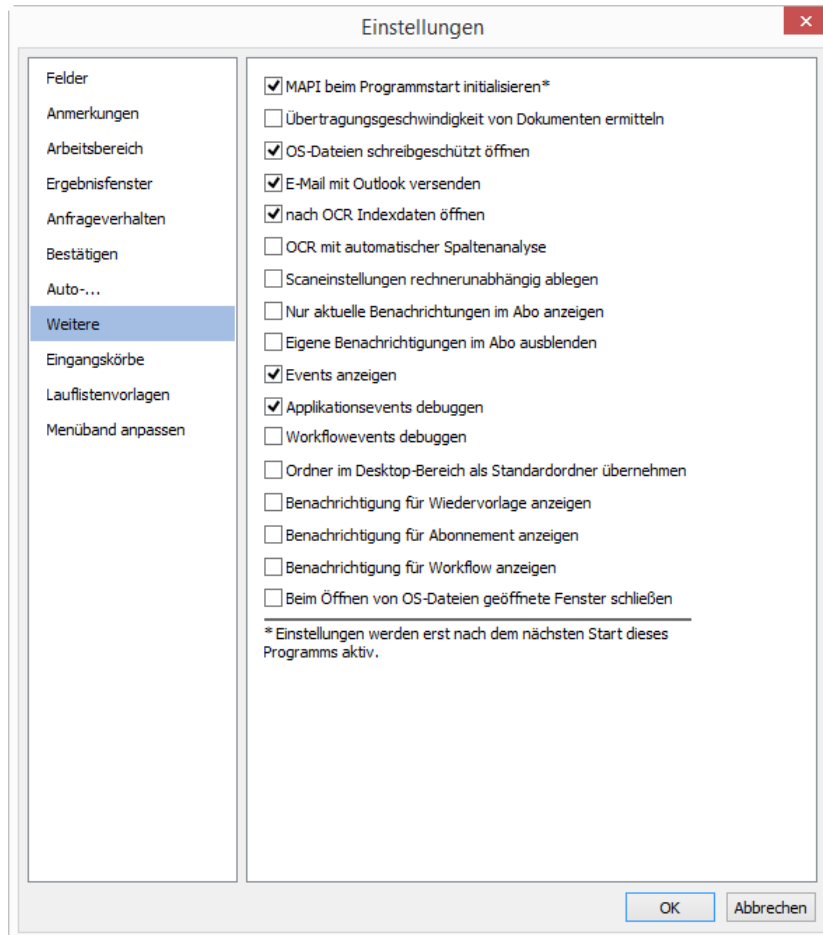 Einstellungen
Felder
Anmerkungen
Arbeitsbereich
Ergebnisfenster
Anfrageverhalten
Bestätigen
Auto-...
Weitere
Eingangskörbe
Lauflistenvorlagen
Menüband anpassen
MAPI beim Programmstart initialisieren*
Übertragungsgeschwindigkeit von Dokumenten ermitteln
OS-Dateien schreibgeschützt öffnen
E-Mail mit Outlook versenden
nach OCR Indexdaten öffnen
OCR mit automatischer Spaltenanalyse
Scaneinstellungen rechnerunabhängig ablegen
Nur aktuelle Benachrichtungen im Abo anzeigen
Eigene Benachrichtigungen im Abo ausblenden
Events anzeigen
Applikationsevents debuggen
Workflowevents debuggen
Ordner im Desktop-Bereich als Standardordner übernehmen
Benachrichtigung für Wiedervorlage anzeigen
Benachrichtigung für Abonnement anzeigen
Benachrichtigung für Workflow anzeigen
Beim Öffnen von OS-Dateien geöffnete Fenster schließen
* Einstellungen werden erst nach dem nächsten Start dieses
Programms aktiv.
OK
Abbrechen